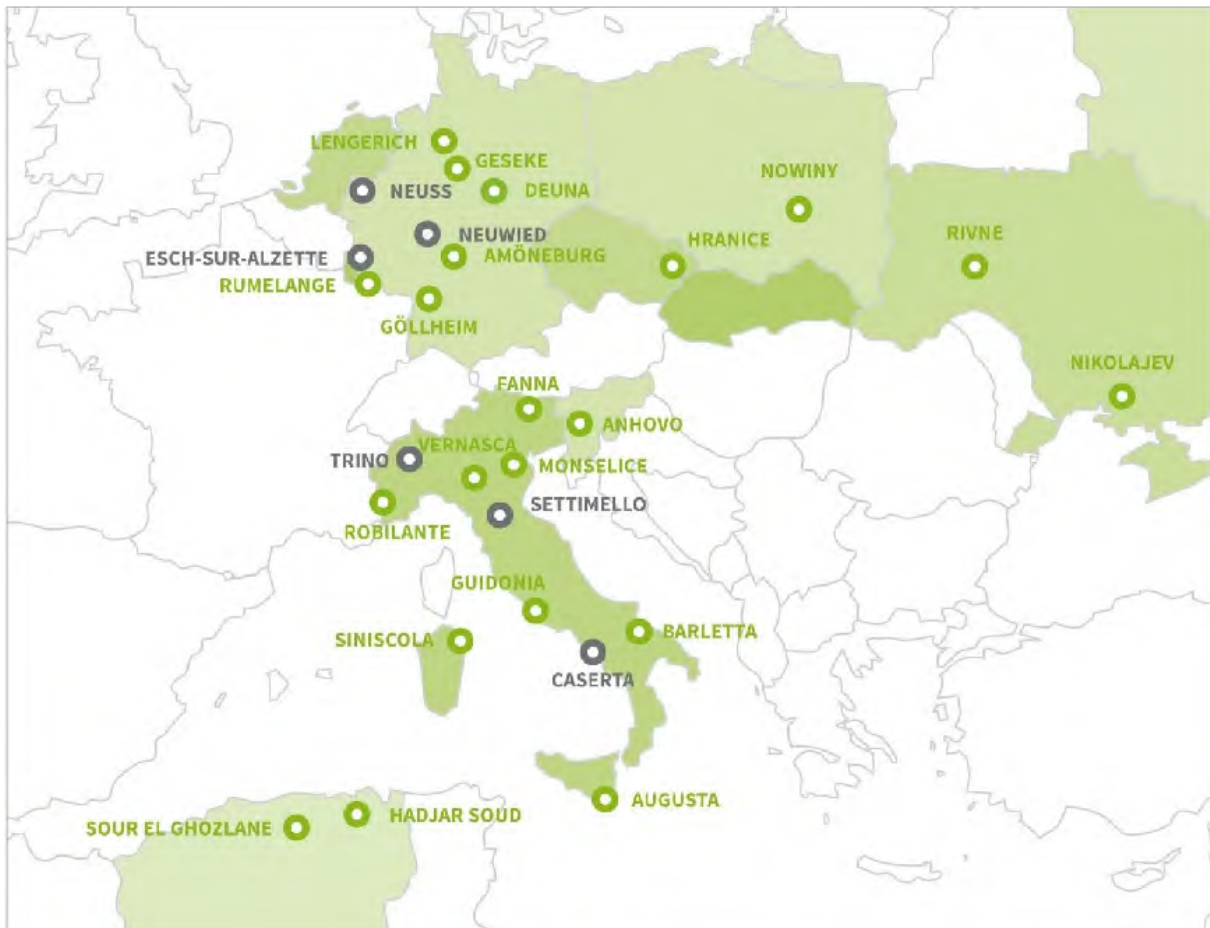 LENGERICH
GESEKE
NEUSS
DEUNA
NOWINY
NEUWIED
HRANICE
RIVNE
ESCH-SUR-ALZETTE
AMÖNEBURG
RUMELANGE
GÖLLHEIM
NIKOLAJEV
FANNA
ANHOVO
VERNASCA
TRINO
MONSELICE
SETTIMELLO
ROBILANTE
GUIDONIA
SINISCOLA
BARLETTA
CASERTA
AUGUSTA
HADJAR SOUD
SOUR EL GHOZLANE